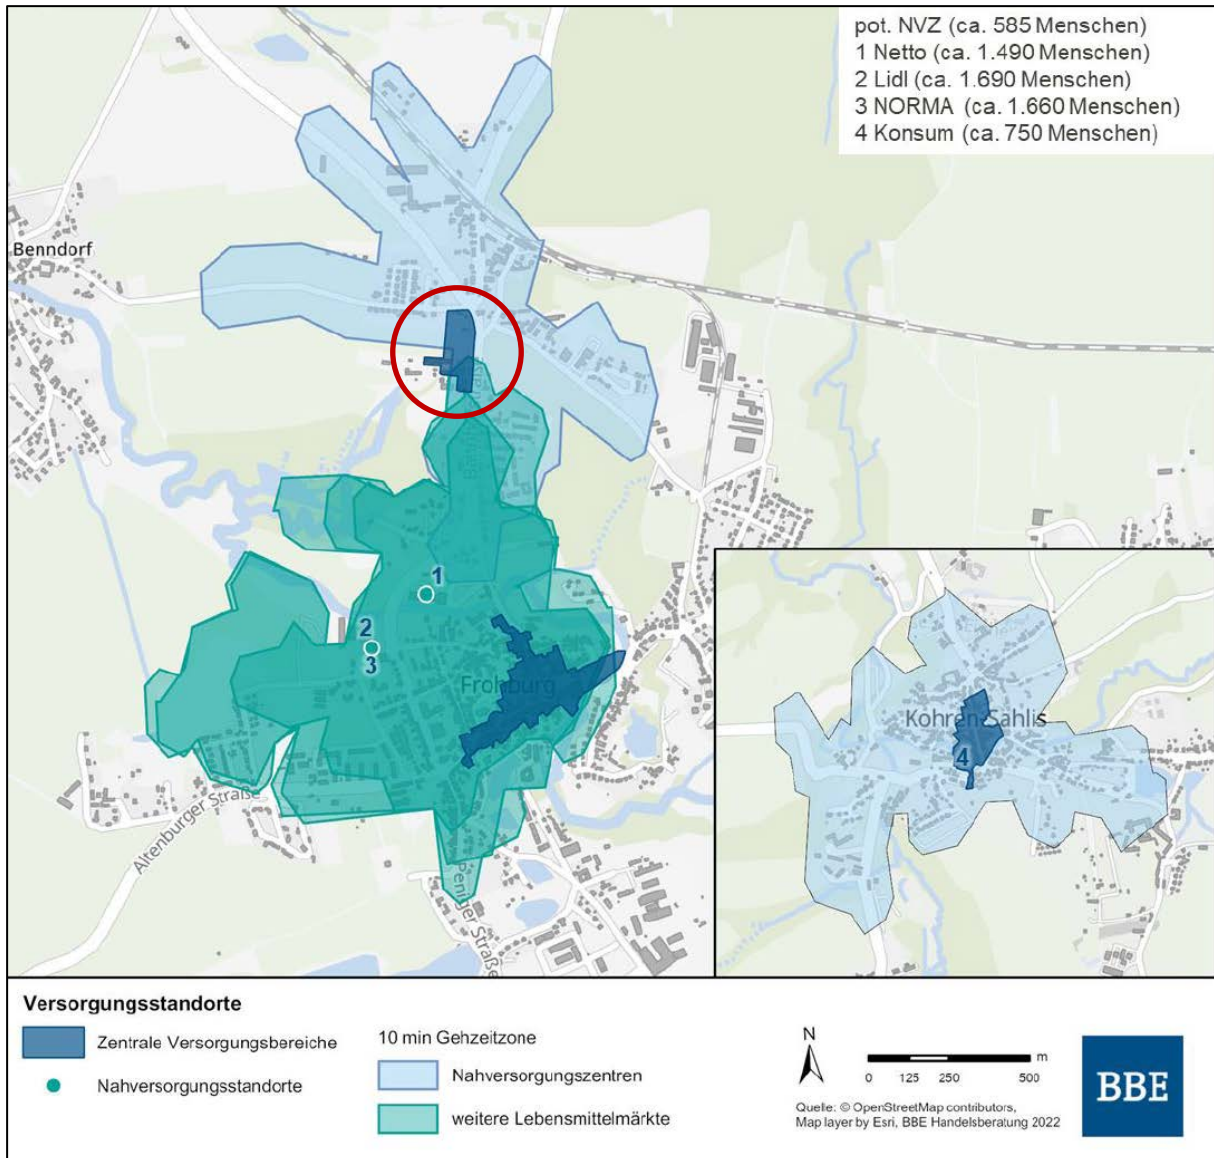 pot. NVZ (ca. 585 Menschen)
1 Netto (ca. 1.490 Menschen)
2 Lidl (ca. 1.690 Menschen)
3 NORMA (ca. 1.660 Menschen)
4 Konsum (ca. 750 Menschen)
Benndorf
1
2
3
Frohburg
Kohren-Sahlis
4
Altenburger Straße
Peniger Straße
Versorgungsstandorte
Zentrale Versorgungsbereiche
Nahversorgungsstandorte
10 min Gehzeitzone
Nahversorgungszentren
weitere Lebensmittelmärkte
N
m
0 125 250 500
Quelle: © OpenStreetMap contributors,
Map layer by Esri, BBE Handelsberatung 2022
BBE